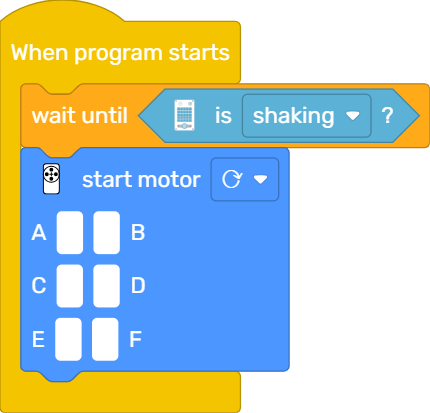 When program starts
wait until is shaking ?
start motor
A B
C D
E F